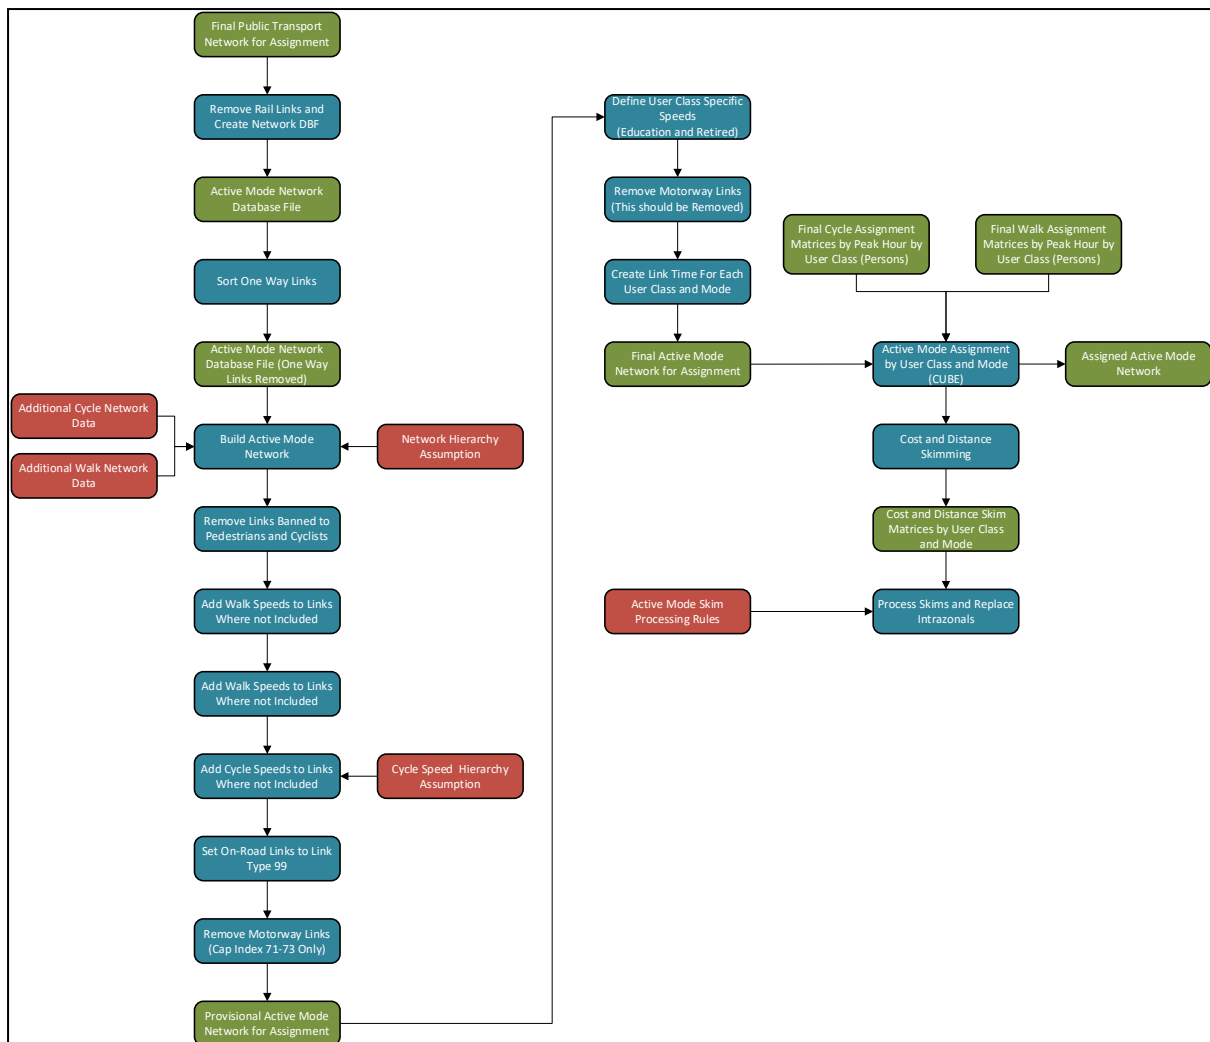 Final Public Transport
Network for Assignment
Remove Rail Links and
Create Network DBF
Active Mode Network
Database File
Sort One Way Links
Active Mode Network
Database File (One Way
Links Removed)
Additional Cycle Network
Data
Additional Walk Network
Data
Build Active Mode
Network
Network Hierarchy
Assumption
Remove Links Banned to
Pedestrians and Cyclists
Add Walk Speeds to Links
Where not Included
Add Walk Speeds to Links
Where not Included
Add Cycle Speeds to Links
Where not Included
Cycle Speed Hierarchy
Assumption
Set On-Road Links to Link
Type 99
Remove Motorway Links
(Cap Index 71-73 Only)
Provisional Active Mode
Network for Assignment
Define User Class Specific
Speeds
(Education and Retired)
Remove Motorway Links
(This should be Removed)
Create Link Time For Each
User Class and Mode
Final Active Mode
Network for Assignment
Final Cycle Assignment
Matrices by Peak Hour by
User Class (Persons)
Final Walk Assignment
Matrices by Peak Hour by
User Class (Persons)
Active Mode Assignment
by User Class and Mode
(CUBE)
Assigned Active Mode
Network
Cost and Distance
Skimming
Cost and Distance Skim
Matrices by User Class
and Mode
Active Mode Skim
Processing Rules
Process Skims and Replace
Intrazonals